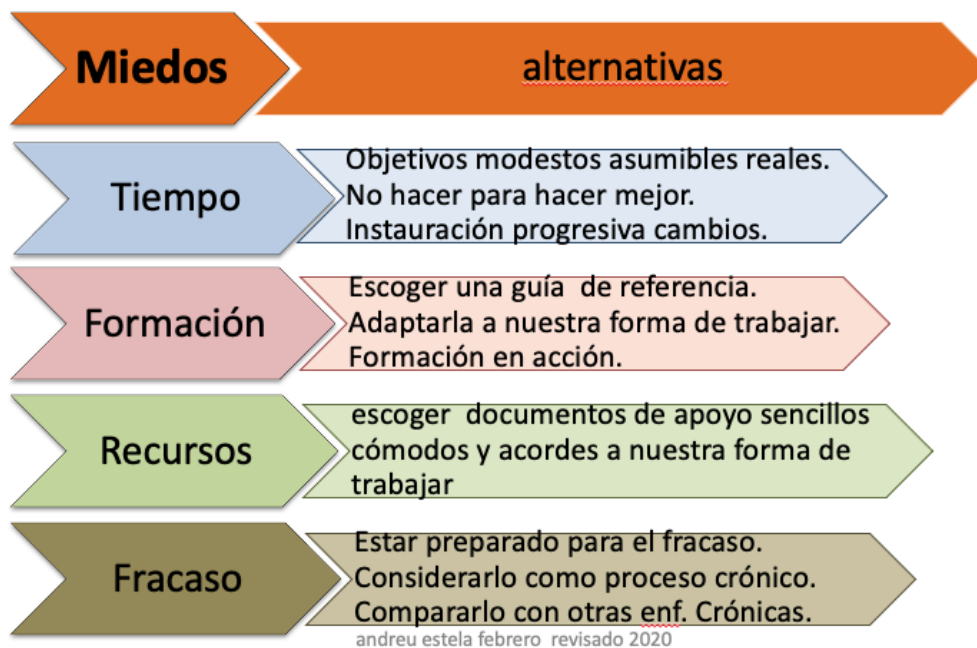 Miedos
alternativas
Tiempo
Objetivos modestos asumibles reales.
No hacer para hacer mejor.
Instauración progresiva cambios.
Formación
Escoger una guía  de referencia.
Adaptarla a nuestra forma de trabajar.
Formación en acción.
Recursos
escoger  documentos de apoyo sencillos
cómodos y acordes a nuestra forma de
trabajar
Fracaso
Estar preparado para el fracaso.
Considerarlo como proceso crónico.
Compararlo con otras enf. Crónicas.
andreu estela febrero  revisado 2020